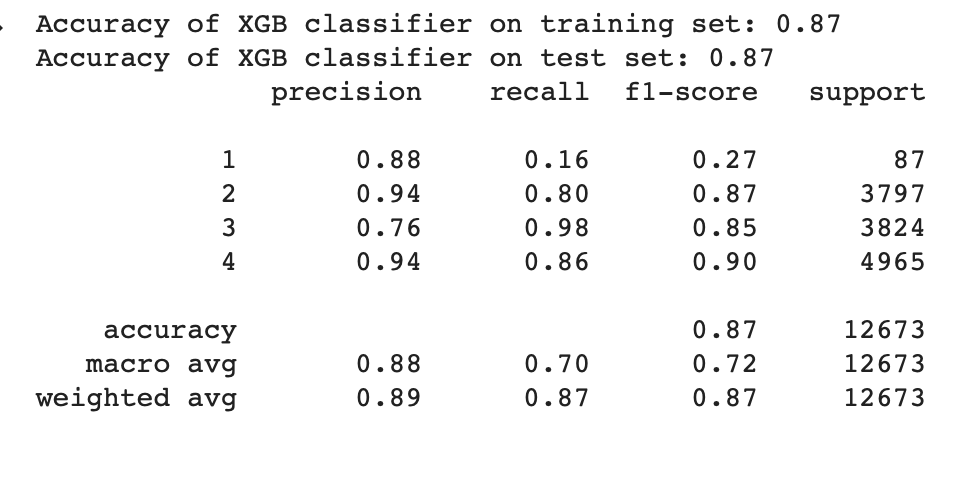 Accuracy of XGB classifier on training set: 0.87
Accuracy of XGB classifier on test set: 0.87
precision recall f1-score support
1 0.88 0.16 0.27 87
2 0.94 0.80 0.87 3797
3 0.76 0.98 0.85 3824
4 0.94 0.86 0.90 4965
accuracy 0.87 12673
macro avg 0.88 0.70 0.72 12673
weighted avg 0.89 0.87 0.87 12673